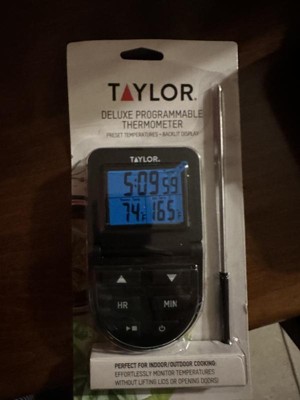 TAYLOR.
DELUXE PROGRAMMABLE
THERMOMETER
PRESET TEMPERATURES - BACKLIT DISPLAY
TAYLOR.
5:09 59
74°F 165°F
HR MIN
PERFECT FOR INDOOR/OUTDOOR COOKING:
EFFORTLESSLY MONITOR TEMPERATURES
WITHOUT LIFTING LIDS OR OPENING DOORS!